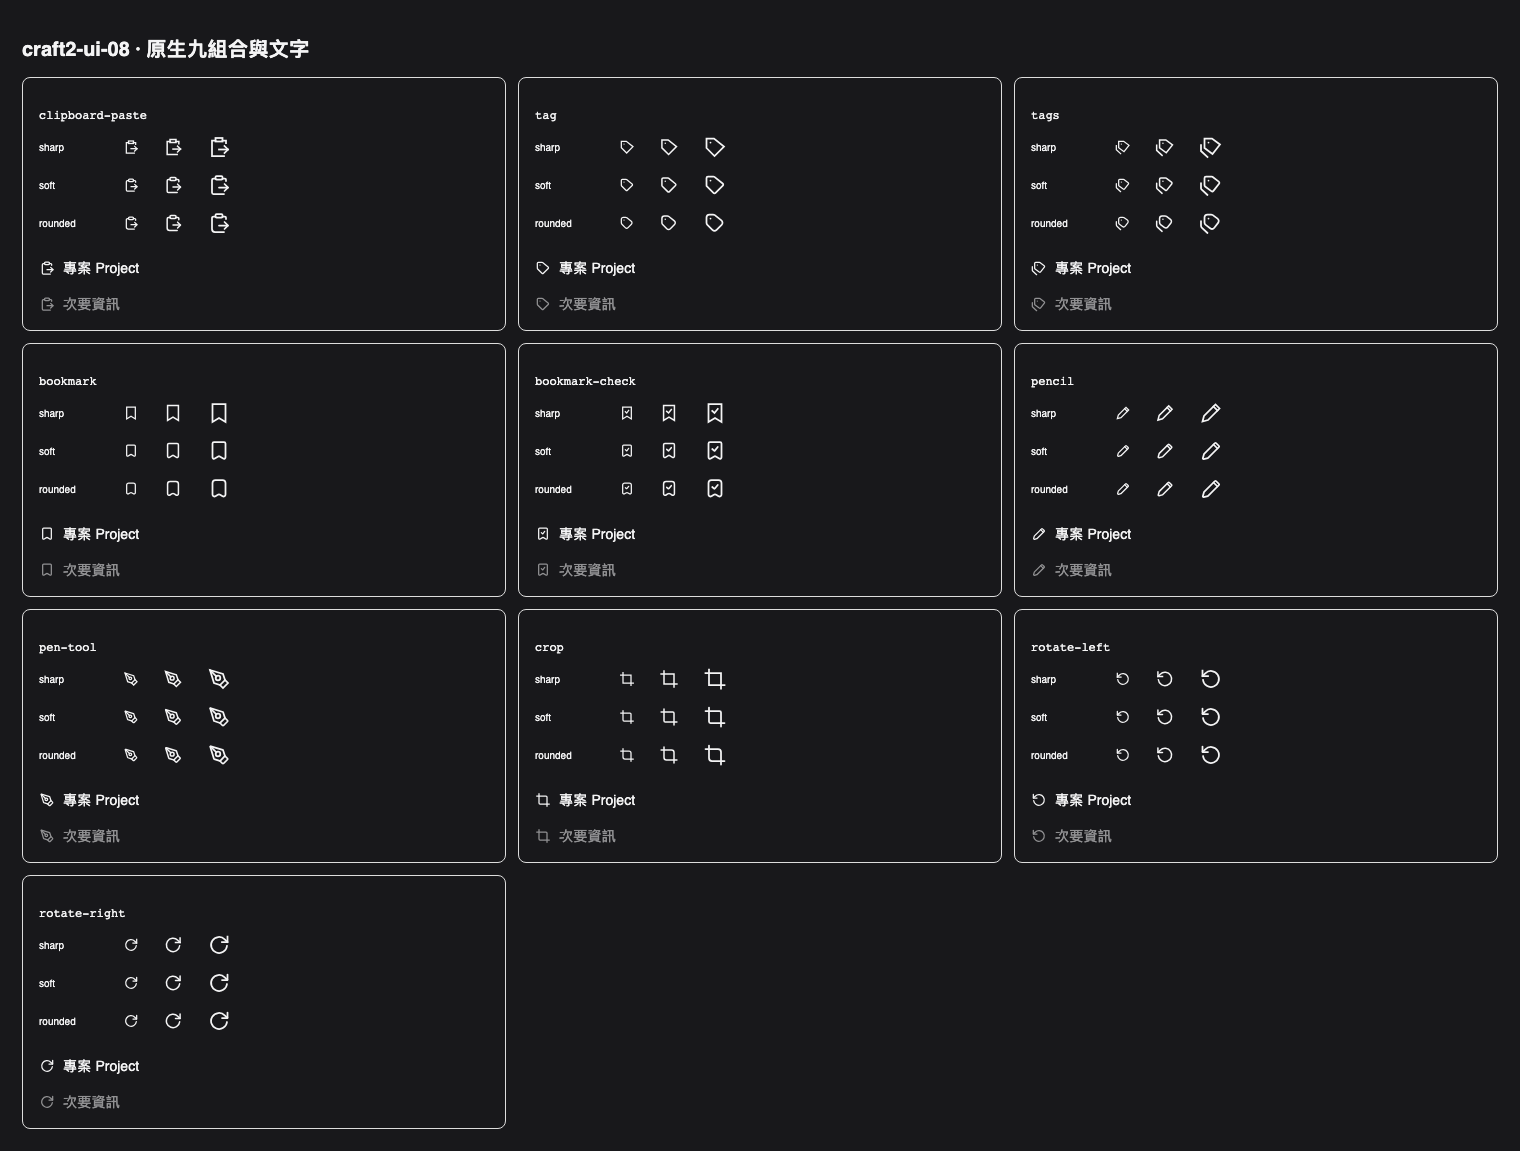 craft2-ui-08 · 原生九組合與文字
clipboard-paste
sharp
soft
rounded
專案 Project
次要資訊
tag
sharp
soft
rounded
專案 Project
次要資訊
tags
sharp
soft
rounded
專案 Project
次要資訊
bookmark
sharp
soft
rounded
專案 Project
次要資訊
bookmark-check
sharp
soft
rounded
專案 Project
次要資訊
pencil
sharp
soft
rounded
專案 Project
次要資訊
pen-tool
sharp
soft
rounded
專案 Project
次要資訊
crop
sharp
soft
rounded
專案 Project
次要資訊
rotate-left
sharp
soft
rounded
專案 Project
次要資訊
rotate-right
sharp
soft
rounded
專案 Project
次要資訊